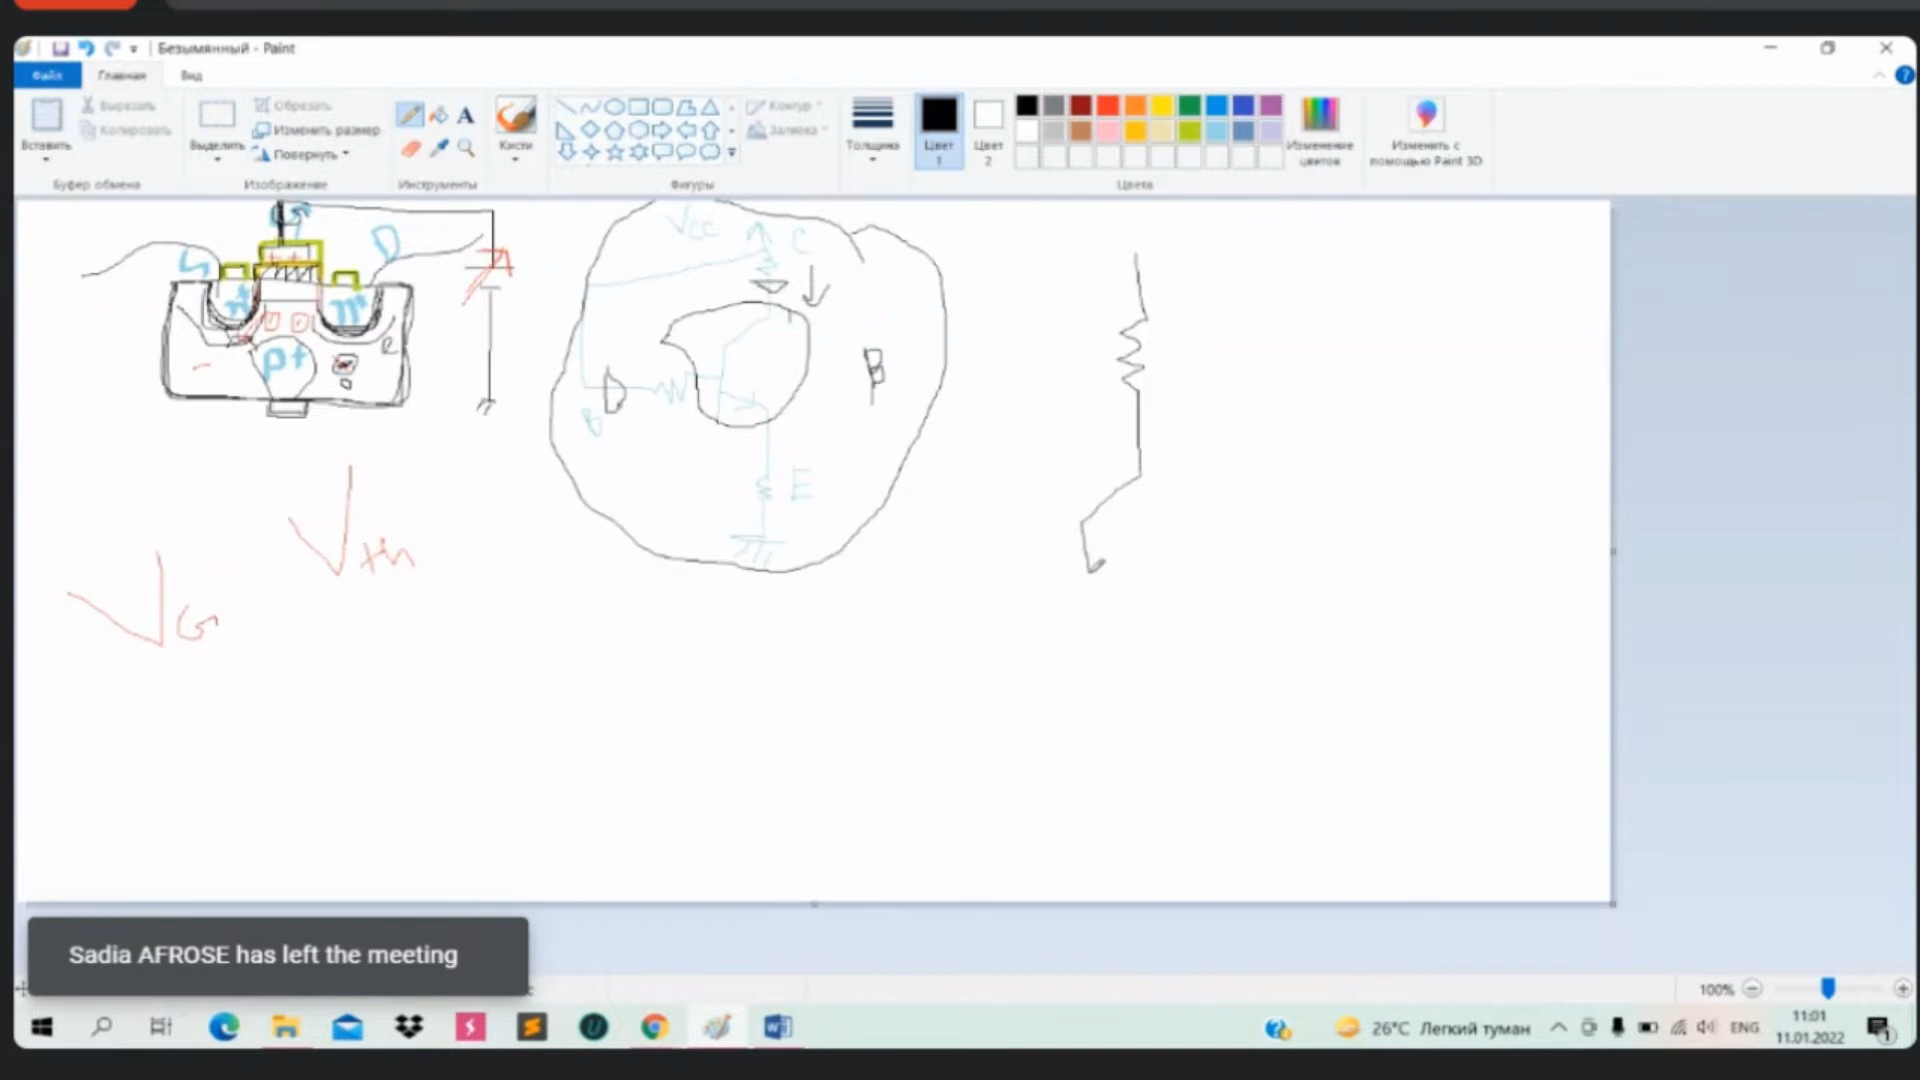 Безымянный - Paint
Файл
Главная
Вид
Вставить
Вырезать
Копировать
Буфер обмена
Выделить
Обрезать
Изменить размер
Повернуть
Изображение
A
Инструменты
Кисти
Контур
Заливка
Фигуры
Толщина
Цвет 1
Цвет 2
Изменение цветов
Цвета
Изменить с помощью Paint 3D
S
G
D
n+
n+
P+
Vcc
C
B
E
D
B
Vth
VG
Sadia AFROSE has left the meeting
100%
26°C Легкий туман
ENG
11:01
11.01.2022